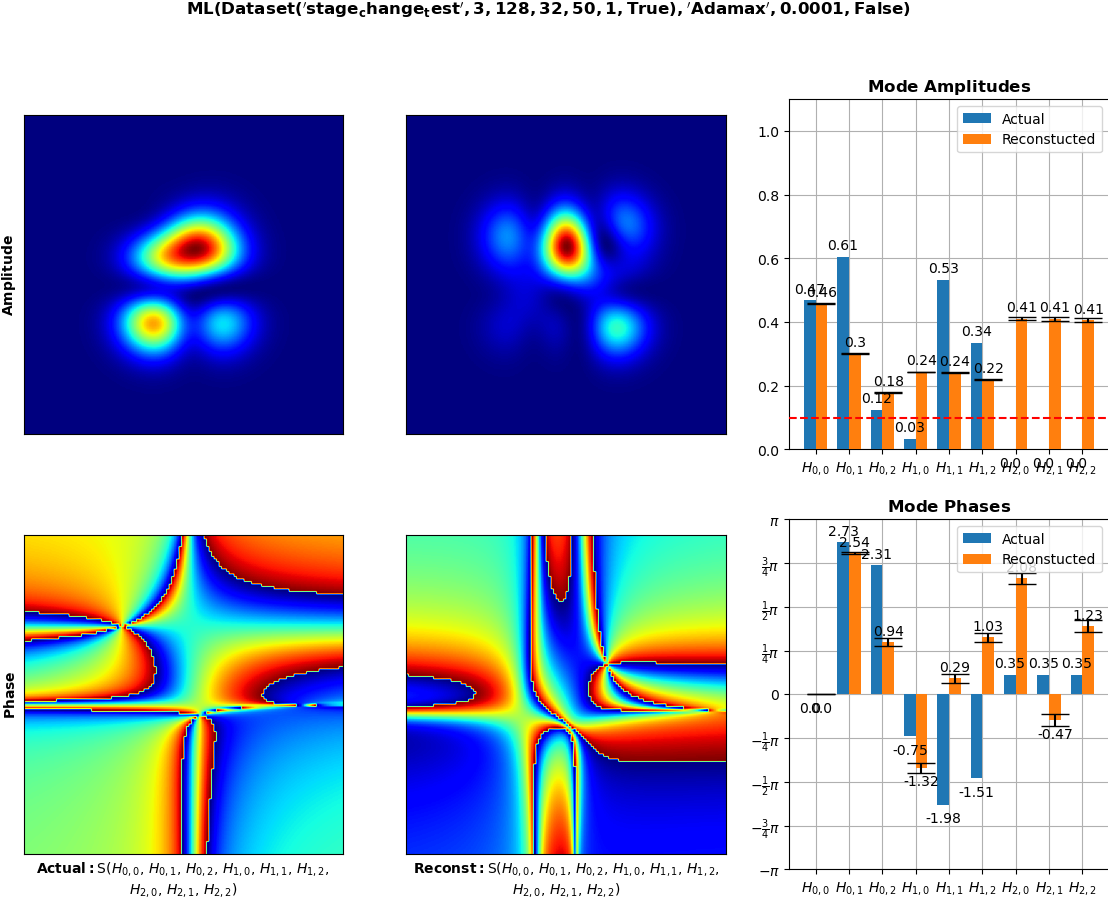 ML(Dataset('stage_change_test', 3, 128, 32, 50, 1, True), 'Adamax', 0.0001, False)
Mode Amplitudes
Actual
Reconstucted
Amplitude
1.0
0.8
0.6
0.4
0.2
0.0
0.47 0.46 0.61 0.3 0.12 0.18 0.03 0.24 0.53 0.24 0.34 0.22 0.0 0.41 0.0 0.41 0.0 0.41
H0,0 H0,1 H0,2 H1,0 H1,1 H1,2 H2,0 H2,1 H2,2
Mode Phases
Actual
Reconstucted
Phase
π
3/4π
1/2π
1/4π
0
−1/4π
−1/2π
−3/4π
−π
0.0 0.0 2.73 2.54 2.31 0.94 -0.75 -1.32 -1.98 0.29 -1.51 1.03 0.35 2.08 0.35 -0.47 0.35 1.23
H0,0 H0,1 H0,2 H1,0 H1,1 H1,2 H2,0 H2,1 H2,2
Actual: S(H0,0, H0,1, H0,2, H1,0, H1,1, H1,2,
H2,0, H2,1, H2,2)
Reconst: S(H0,0, H0,1, H0,2, H1,0, H1,1, H1,2,
H2,0, H2,1, H2,2)